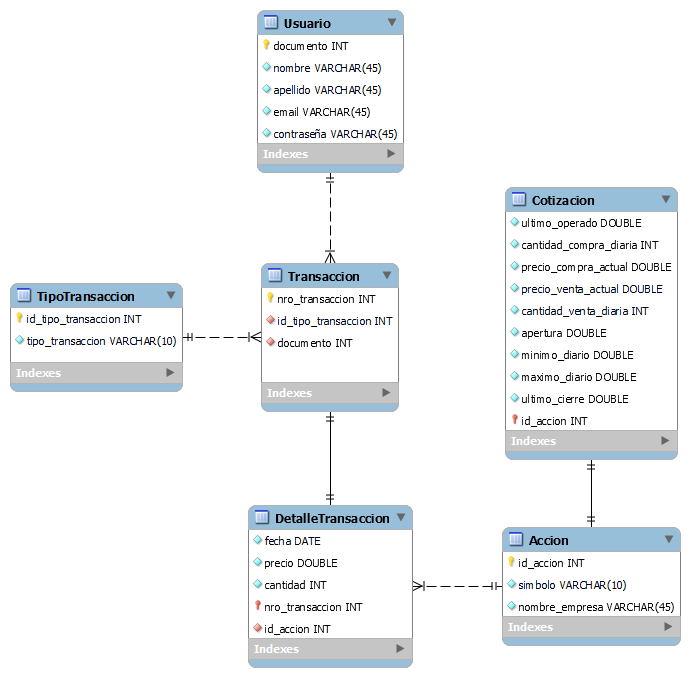 Usuario
documento INT
nombre VARCHAR(45)
apellido VARCHAR(45)
email VARCHAR(45)
contraseña VARCHAR(45)
Indexes
Cotizacion
ultimo_operado DOUBLE
cantidad_compra_diaria INT
precio_compra_actual DOUBLE
precio_venta_actual DOUBLE
cantidad_venta_diaria INT
apertura DOUBLE
minimo_diario DOUBLE
maximo_diario DOUBLE
ultimo_cierre DOUBLE
id_accion INT
Indexes
Transaccion
nro_transaccion INT
id_tipo_transaccion INT
documento INT
Indexes
TipoTransaccion
id_tipo_transaccion INT
tipo_transaccion VARCHAR(10)
Indexes
DetalleTransaccion
fecha DATE
precio DOUBLE
cantidad INT
nro_transaccion INT
id_accion INT
Indexes
Accion
id_accion INT
simbolo VARCHAR(10)
nombre_empresa VARCHAR(45)
Indexes